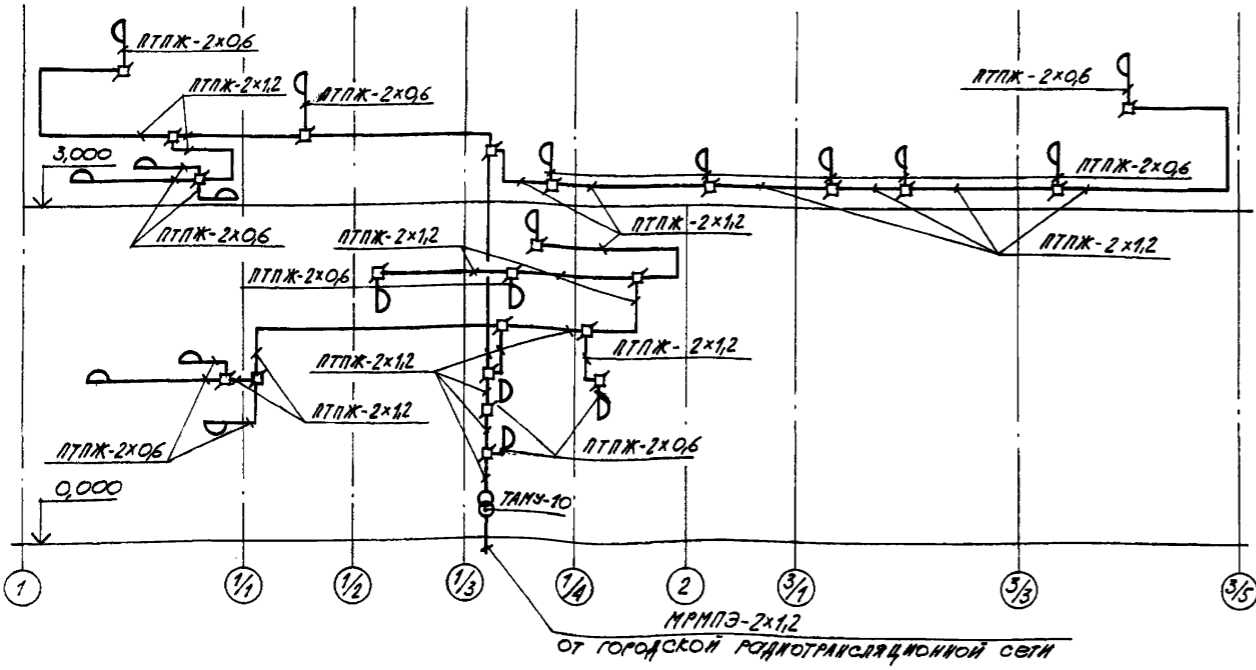 ПТПЖ-2×0,6
ПТПЖ-2×1,2
ПТПЖ-2×0,6
ПТПЖ-2×0,6
3,000
ПТПЖ-2×0,6
ПТПЖ-2×0,6
ПТПЖ-2×1,2
ПТПЖ-2×1,2
ПТПЖ-2×1,2
ПТПЖ-2×0,6
ПТПЖ-2×1,2
ПТПЖ-2×1,2
ПТПЖ-2×1,2
ПТПЖ-2×0,6
ПТПЖ-2×0,6
0,000
ТАМУ-10
1
1/1
1/2
1/3
1/4
2
3/1
3/3
3/5
МРМПЭ-2×1,2
ОТ ГОРОДСКОЙ РАДИОТРАНСЛЯЦИОННОЙ СЕТИ